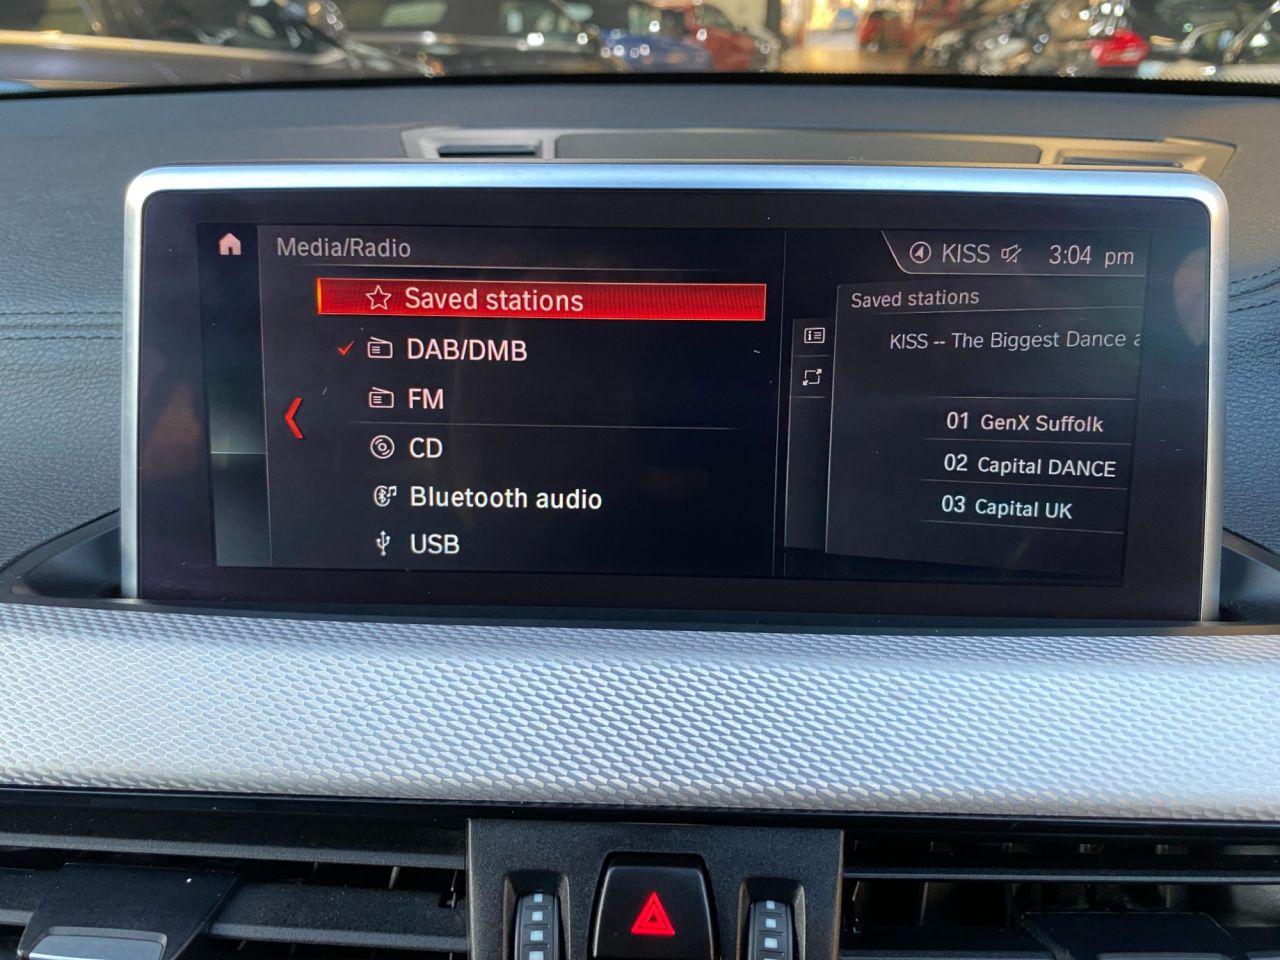 Media/Radio
KISS 3:04 pm
Saved stations
DAB/DMB
FM
CD
Bluetooth audio
USB
Saved stations
KISS -- The Biggest Dance
01 GenX Suffolk
02 Capital DANCE
03 Capital UK